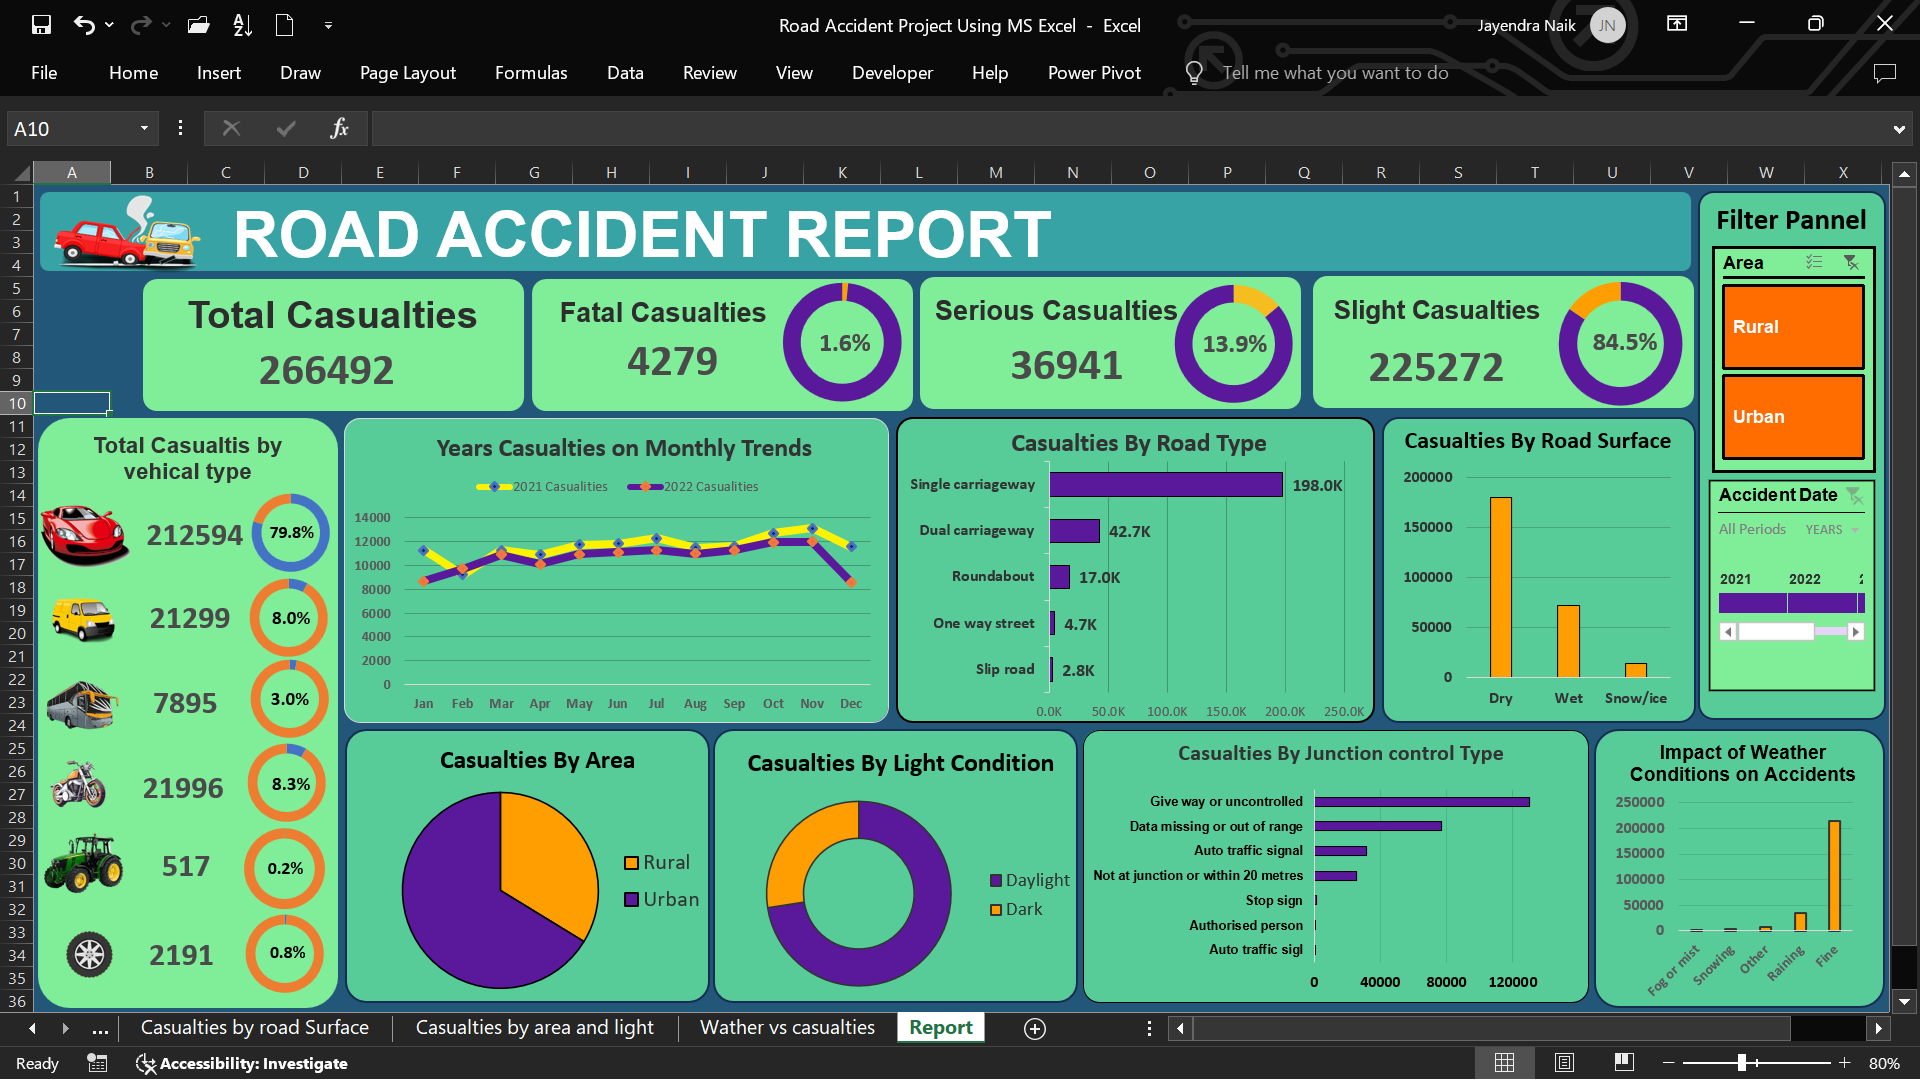 Road Accident Project Using MS Excel - Excel
Jayendra Naik
JN
File
Home
Insert
Draw
Page Layout
Formulas
Data
Review
View
Developer
Help
Power Pivot
Tell me what you want to do
A10
fx
A B C D E F G H I J K L M N O P Q R S T U V W X
1
2
3
4
5
6
7
8
9
10
11
12
13
14
15
16
17
18
19
20
21
22
23
24
25
26
27
28
29
30
31
32
33
34
35
36
ROAD ACCIDENT REPORT
Total Casualties
266492
Fatal Casualties
4279
1.6%
Serious Casualties
36941
13.9%
Slight Casualties
225272
84.5%
Filter Pannel
Area
Rural
Urban
Accident Date
All Periods
YEARS
2021
2022
Total Casualtis by
vehical type
212594
79.8%
21299
8.0%
7895
3.0%
21996
8.3%
517
0.2%
2191
0.8%
Years Casualties on Monthly Trends
2021 Casualities
2022 Casualities
14000
12000
10000
8000
6000
4000
2000
0
Jan Feb Mar Apr May Jun Jul Aug Sep Oct Nov Dec
Casualties By Road Type
Single carriageway 198.0K
Dual carriageway 42.7K
Roundabout 17.0K
One way street 4.7K
Slip road 2.8K
0.0K 50.0K 100.0K 150.0K 200.0K 250.0K
Casualties By Road Surface
200000
150000
100000
50000
0
Dry Wet Snow/ice
Casualties By Area
Rural
Urban
Casualties By Light Condition
Daylight
Dark
Casualties By Junction control Type
Give way or uncontrolled
Data missing or out of range
Auto traffic signal
Not at junction or within 20 metres
Stop sign
Authorised person
Auto traffic sigl
0 40000 80000 120000
Impact of Weather
Conditions on Accidents
250000
200000
150000
100000
50000
0
Fog or mist
Snowing
Other
Raining
Fine
...
Casualties by road Surface
Casualties by area and light
Wather vs casualties
Report
Ready
Accessibility: Investigate
80%